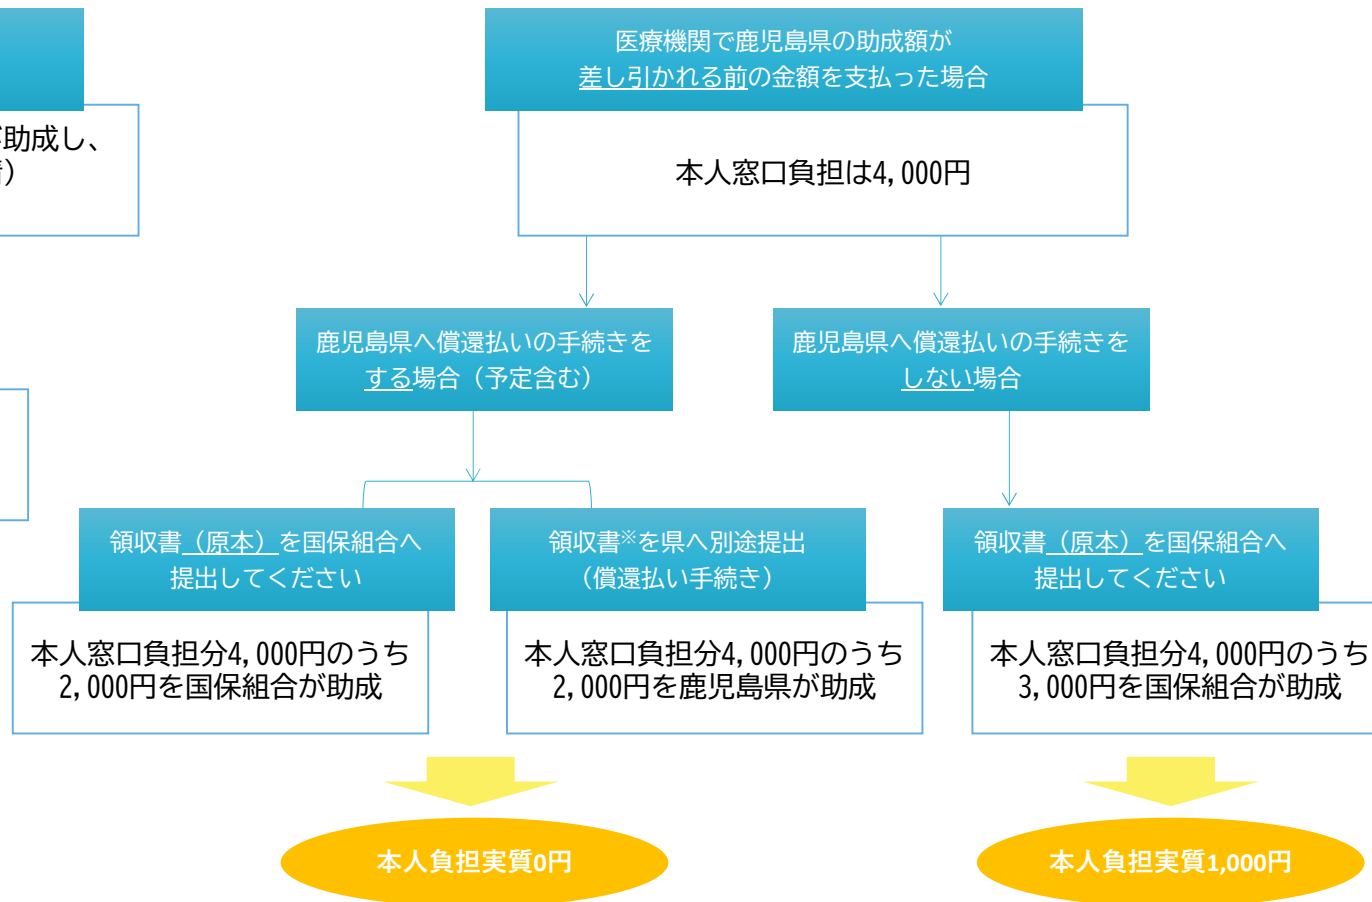 が助成し、
医療機関で鹿児島県の助成額が
差し引かれる前の金額を支払った場合
本人窓口負担は4,000円
鹿児島県へ償還払いの手続きを
する場合（予定含む）
鹿児島県へ償還払いの手続きを
しない場合
領収書（原本）を国保組合へ
提出してください
本人窓口負担分4,000円のうち
2,000円を国保組合が助成
領収書※を県へ別途提出
（償還払い手続き）
本人窓口負担分4,000円のうち
2,000円を鹿児島県が助成
領収書（原本）を国保組合へ
提出してください
本人窓口負担分4,000円のうち
3,000円を国保組合が助成
本人負担実質0円
本人負担実質1,000円